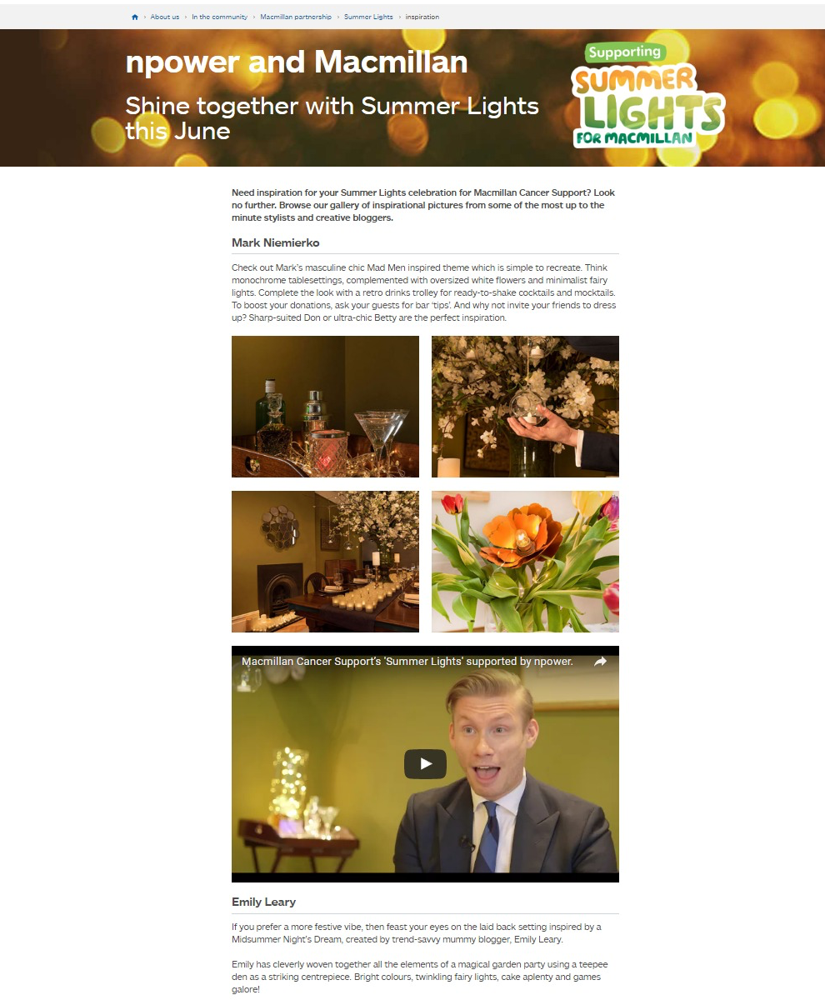 About us › In the community › Macmillan partnership › Summer Lights › inspiration
npower and Macmillan
Shine together with Summer Lights
this June
Supporting
SUMMER
LIGHTS
FOR MACMILLAN
Need inspiration for your Summer Lights celebration for Macmillan Cancer Support? Look
no further. Browse our gallery of inspirational pictures from some of the most up to the
minute stylists and creative bloggers.
Mark Niemierko
Check out Mark's masculine chic Mad Men inspired theme which is simple to recreate. Think
monochrome tablesettings, complemented with oversized white flowers and minimalist fairy
lights. Complete the look with a retro drinks trolley for ready-to-shake cocktails and mocktails.
To boost your donations, ask your guests for bar 'tips'. And why not invite your friends to dress
up? Sharp-suited Don or ultra-chic Betty are the perfect inspiration.
Macmillan Cancer Support's 'Summer Lights' supported by npower.
Emily Leary
If you prefer a more festive vibe, then feast your eyes on the laid back setting inspired by a
Midsummer Night's Dream, created by trend-savvy mummy blogger, Emily Leary.
Emily has cleverly woven together all the elements of a magical garden party using a teepee
den as a striking centrepiece. Bright colours, twinkling fairy lights, cake aplenty and games
galore!